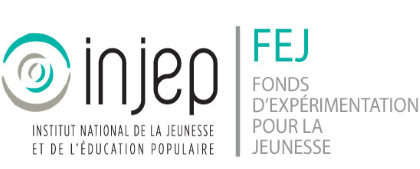 injep
INSTITUT NATIONAL DE LA JEUNESSE
ET DE L'ÉDUCATION POPULAIRE
FEJ
FONDS
D'EXPÉRIMENTATION
POUR LA
JEUNESSE